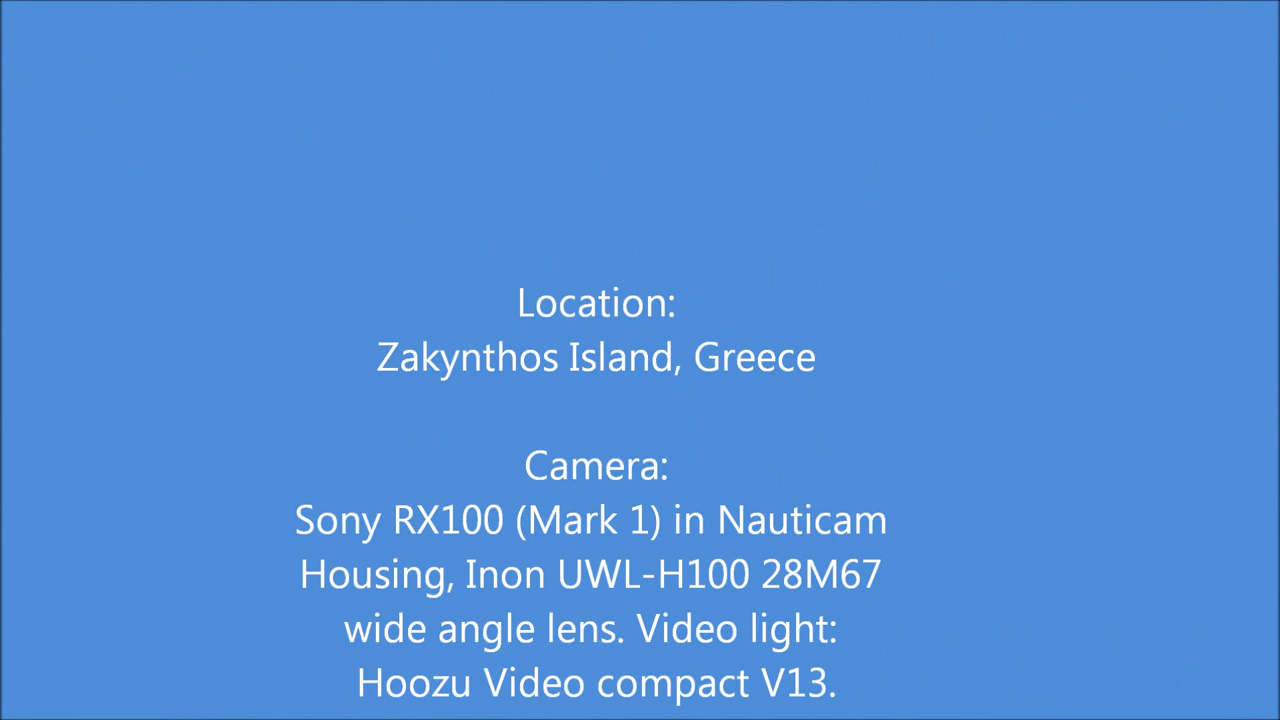 Location:
Zakynthos Island, Greece
Camera:
Sony RX100 (Mark 1) in Nauticam
Housing, Inon UWL-H100 28M67
wide angle lens. Video light:
Hoozu Video compact V13.